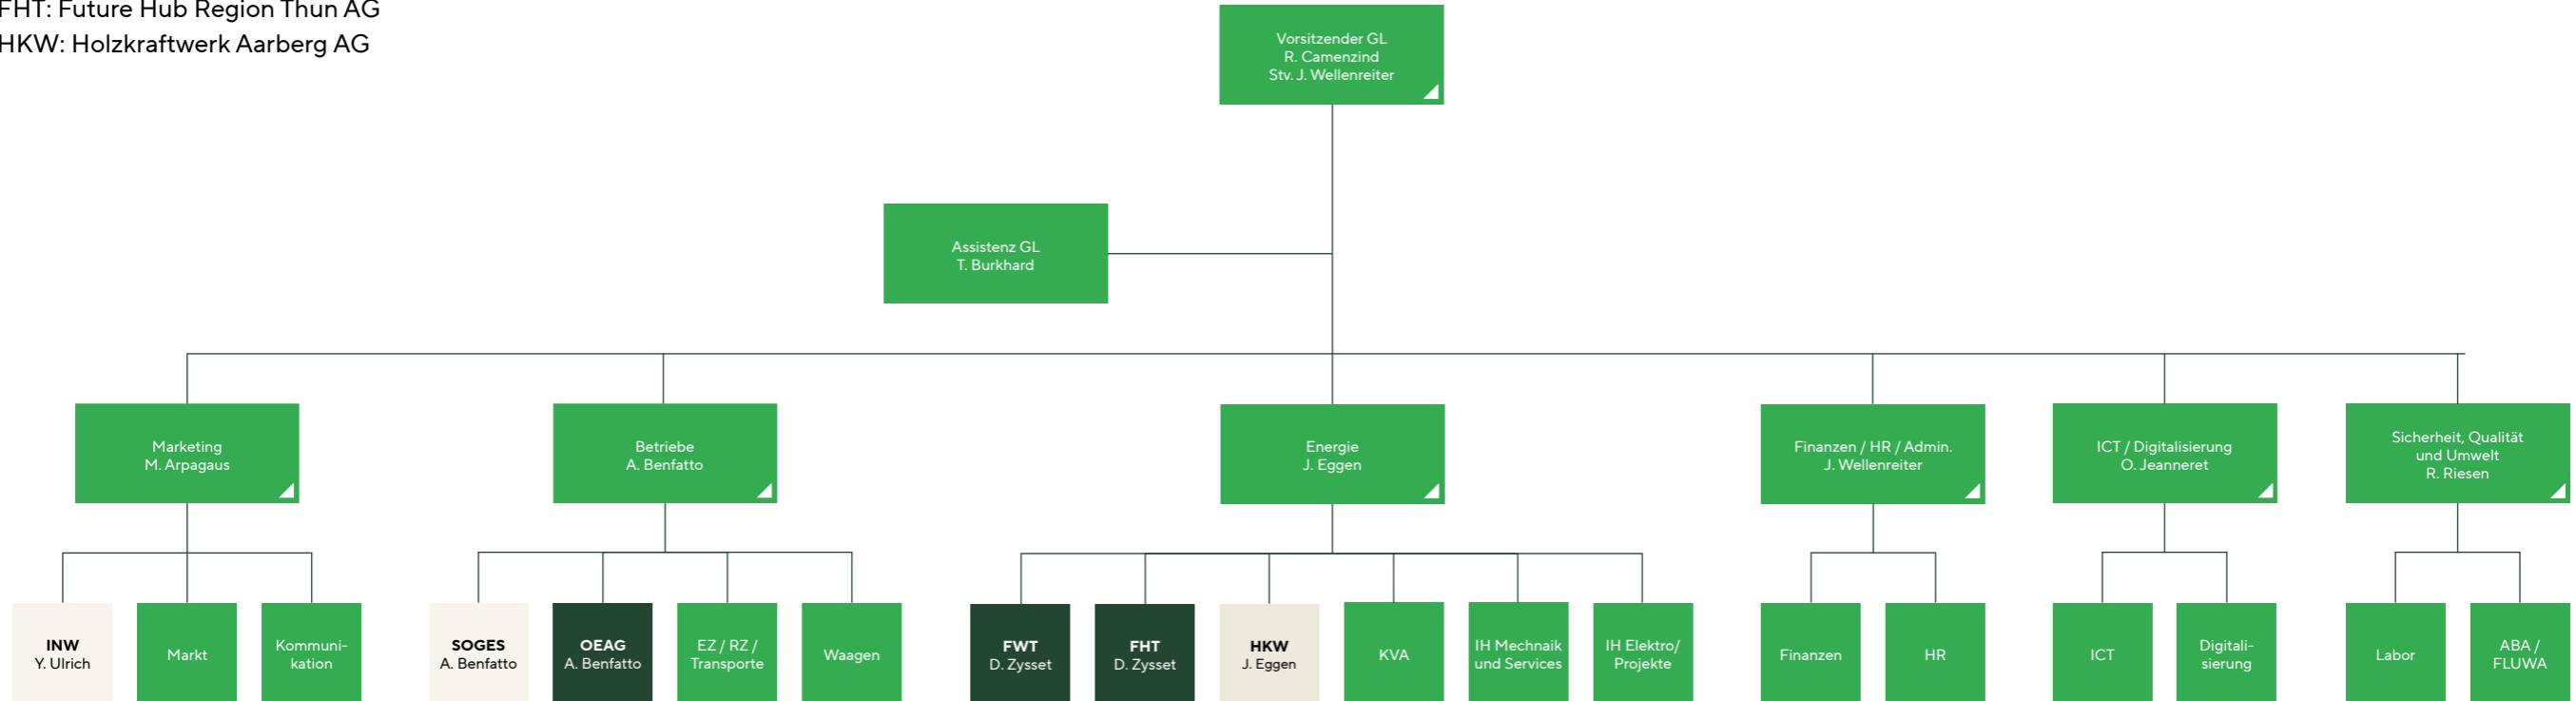 FHT: Future Hub Region Thun AG
HKW: Holzkraftwerk Aarberg AG
Vorsitzender GL
R. Camenzind
Stv. J. Wellenreiter
Assistenz GL
T. Burkhard
Marketing
M. Arpagaus
Betriebe
A. Benfatto
Energie
J. Eggen
Finanzen / HR / Admin.
J. Wellenreiter
ICT / Digitalisierung
O. Jeanneret
Sicherheit, Qualität
und Umwelt
R. Riesen
INW
Y. Ulrich
Markt
Kommuni-
kation
SOGES
A. Benfatto
OEAG
A. Benfatto
EZ / RZ /
Transporte
Waagen
FWT
D. Zysset
FHT
D. Zysset
HKW
J. Eggen
KVA
IH Mechnaik
und Services
IH Elektro/
Projekte
Finanzen
HR
ICT
Digitali-
sierung
Labor
ABA /
FLUWA